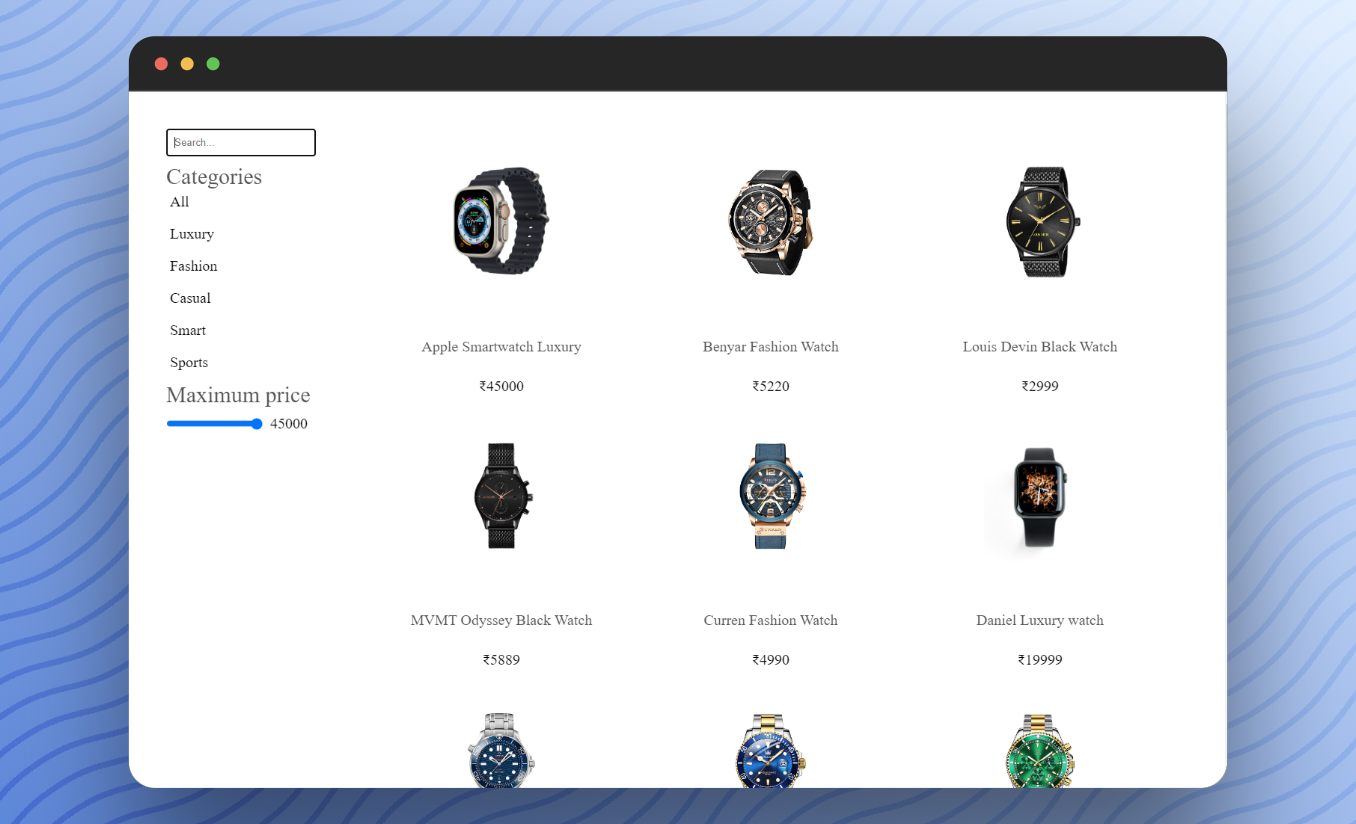 Search...
Categories
All
Luxury
Fashion
Casual
Smart
Sports
Maximum price
45000
Apple Smartwatch Luxury
₹45000
Benyar Fashion Watch
₹5220
Louis Devin Black Watch
₹2999
MVMT Odyssey Black Watch
₹5889
Curren Fashion Watch
₹4990
Daniel Luxury watch
₹19999